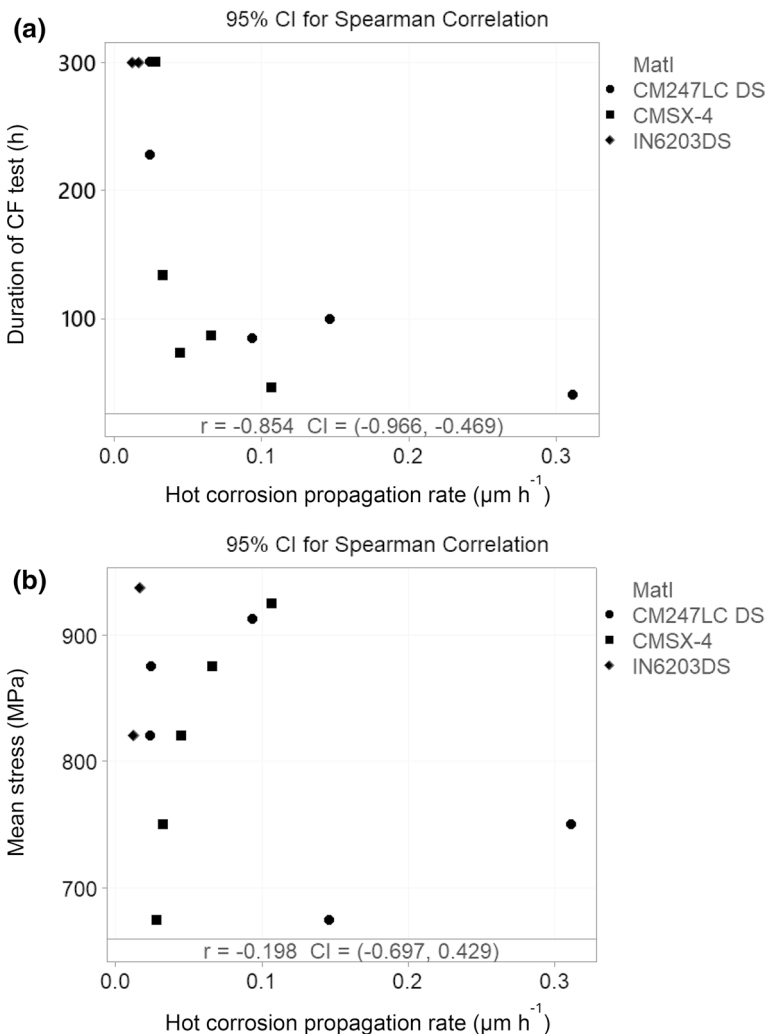 (a)
95% CI for Spearman Correlation
Duration of CF test (h)
300
200
100
Matl
CM247LC DS
CMSX-4
IN6203DS
r = -0.854 CI = (-0.966, -0.469)
0.0 0.1 0.2 0.3
Hot corrosion propagation rate (µm h⁻¹)
(b)
95% CI for Spearman Correlation
Mean stress (MPa)
900
800
700
Matl
CM247LC DS
CMSX-4
IN6203DS
r = -0.198 CI = (-0.697, 0.429)
0.0 0.1 0.2 0.3
Hot corrosion propagation rate (µm h⁻¹)